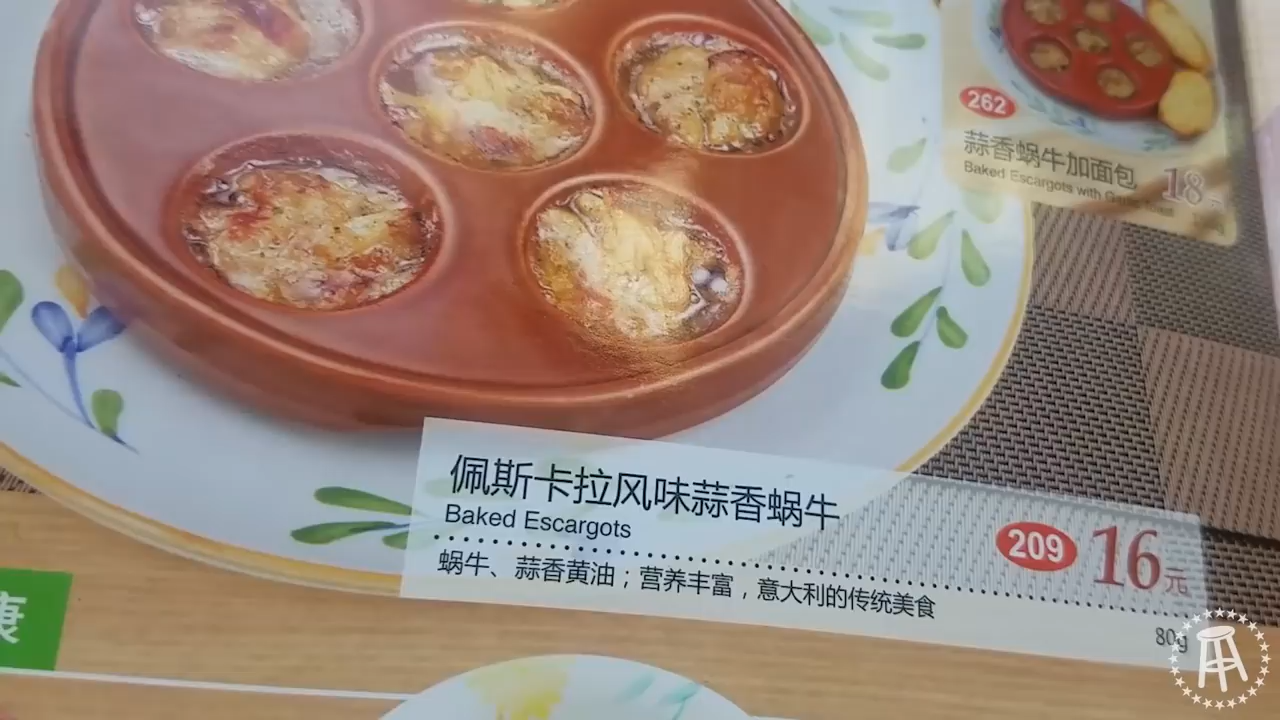 262
蒜香蜗牛加面包
18
Baked Escargots with
佩斯卡拉风味蒜香蜗牛
Baked Escargots
209
16元
蜗牛、蒜香黄油；营养丰富，意大利的传统美食
80g
康